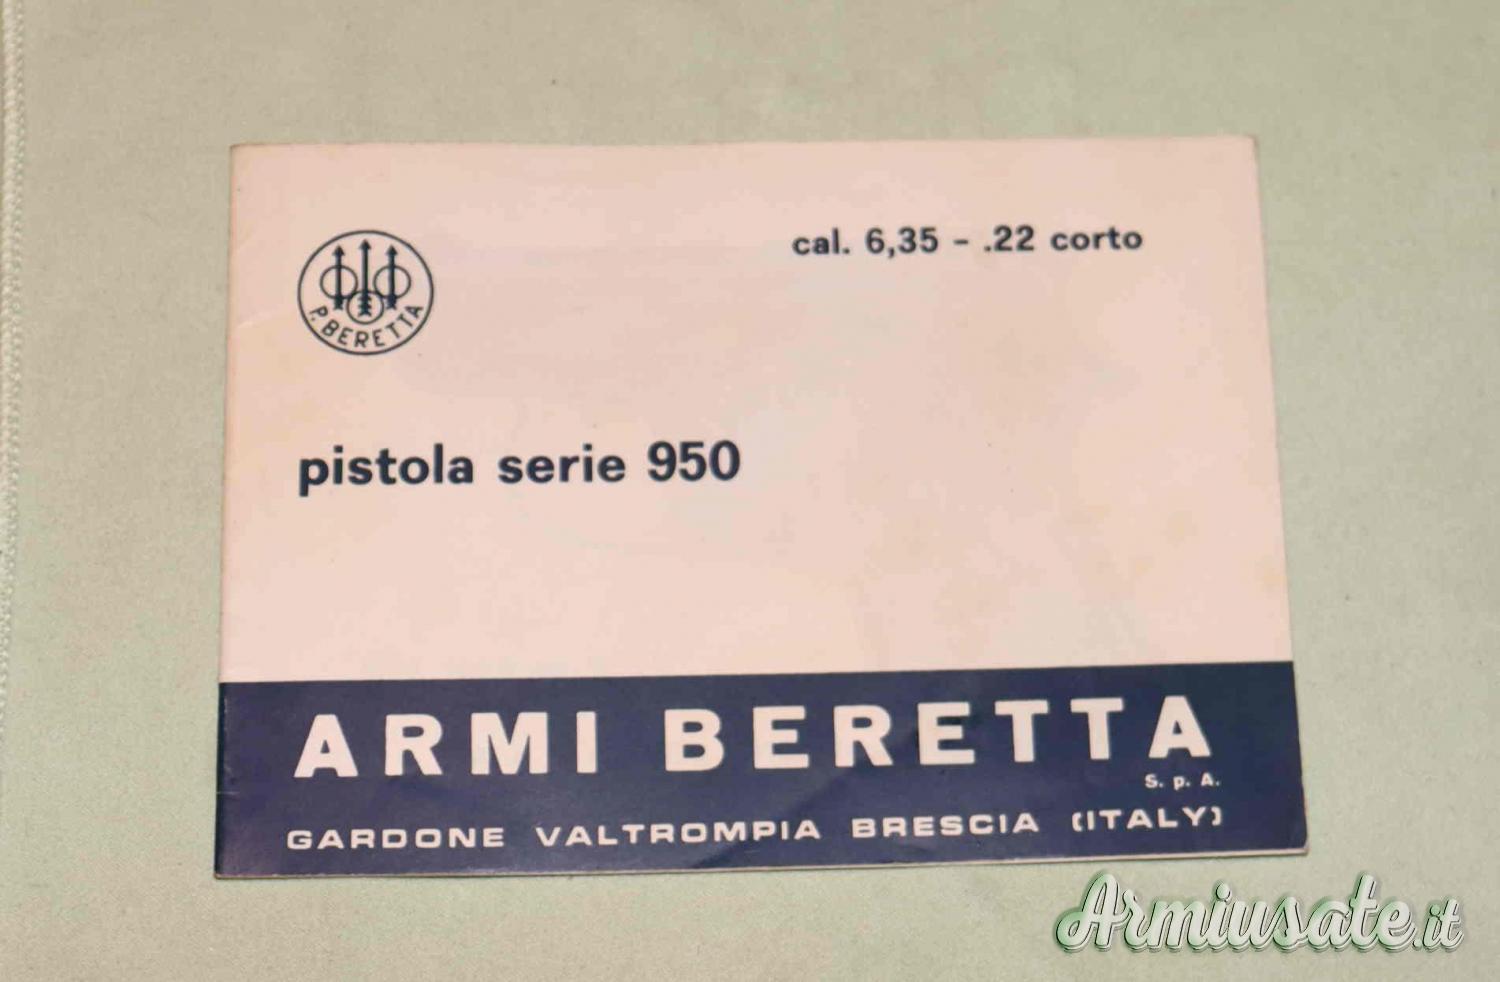 cal. 6,35 - .22 corto
P. BERETTA
pistola serie 950
ARMI BERETTA
S. p. A.
GARDONE VALTROMPIA BRESCIA (ITALY)
Armiusate.it